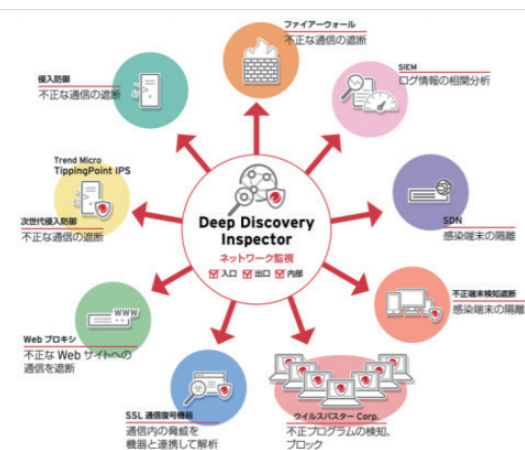 ファイアーウォール
不正な通信の遮断
侵入防御
不正な通信の遮断
SIEM
ログ情報の相関分析
Trend Micro
TippingPoint IPS
次世代侵入防御
不正な通信の遮断
Deep Discovery
Inspector
ネットワーク監視
入口 出口 内部
SDN
感染端末の隔離
WWW
Web プロキシ
不正な Web サイトへの
通信を遮断
不正端末検知遮断
感染端末の隔離
SSL 通信復号機器
通信内の脅威を
機器と連携して解析
ウイルスバスター Corp.
不正プログラムの検知、
ブロック